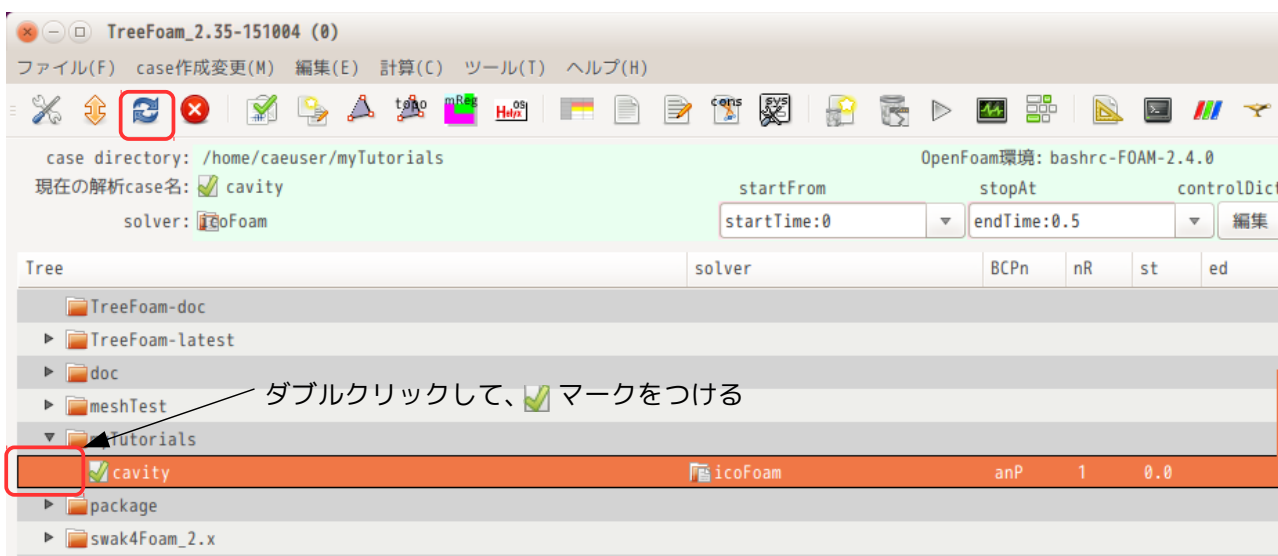 TreeFoam_2.35-151004 (0)
ファイル(F) case作成変更(M) 編集(E) 計算(C) ツール(T) ヘルプ(H)
topo mReg Helyx OS cons sys
case directory: /home/caeuser/myTutorials OpenFoam環境: bashrc-FOAM-2.4.0
現在の解析case名: cavity startFrom stopAt controlDict
solver: icoFoam startTime:0 endTime:0.5 編集
Tree solver BCPn nR st ed
TreeFoam-doc
TreeFoam-latest
doc
ダブルクリックして、 マークをつける
meshTest
myTutorials
cavity icoFoam anP 1 0.0
package
swak4Foam_2.x